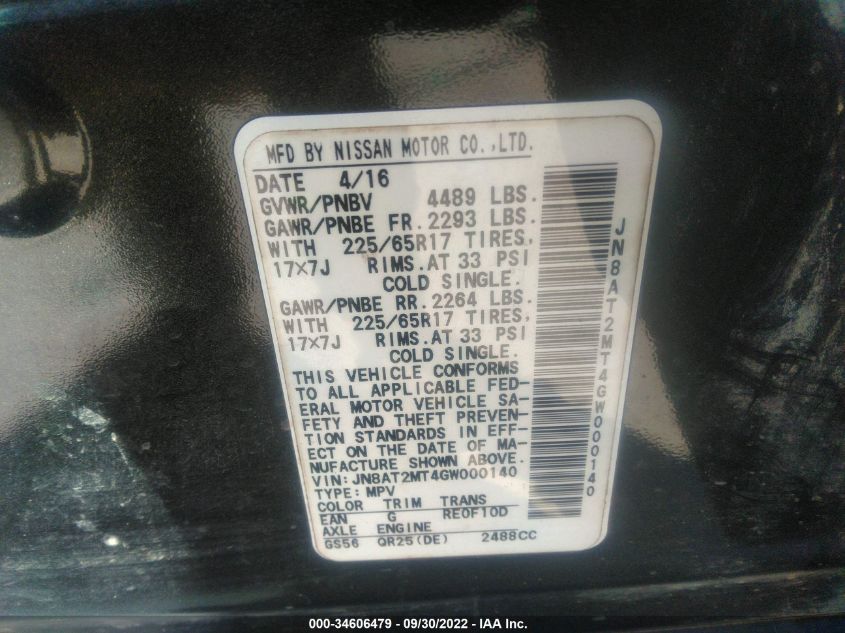 MFD BY NISSAN MOTOR CO.,LTD.
DATE 4/16
GVWR/PNBV 4489 LBS.
GAWR/PNBE FR. 2293 LBS.
WITH 225/65R17 TIRES,
17×7J RIMS.AT 33 PSI
COLD SINGLE.
GAWR/PNBE RR. 2264 LBS.
WITH 225/65R17 TIRES,
17×7J RIMS.AT 33 PSI
COLD SINGLE.
THIS VEHICLE CONFORMS
TO ALL APPLICABLE FED-
ERAL MOTOR VEHICLE SA-
FETY AND THEFT PREVEN-
TION STANDARDS IN EFF-
ECT ON THE DATE OF MA-
NUFACTURE SHOWN ABOVE.
VIN:JN8AT2MT4GW000140
TYPE:MPV
COLOR TRIM TRANS
EAN G RE0F10D
AXLE ENGINE
GS56 QR25(DE) 2488CC
JN8AT2MT4GW000140
000-34606479 - 09/30/2022 - IAA Inc.